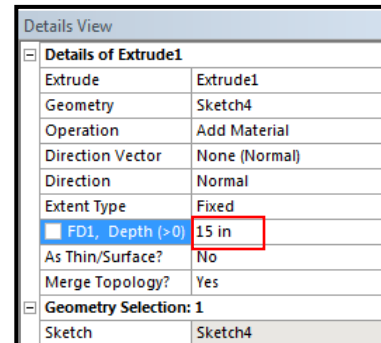 Details View
Details of Extrude1
Extrude Extrude1
Geometry Sketch4
Operation Add Material
Direction Vector None (Normal)
Direction Normal
Extent Type Fixed
FD1, Depth (>0) 15 in
As Thin/Surface? No
Merge Topology? Yes
Geometry Selection: 1
Sketch Sketch4